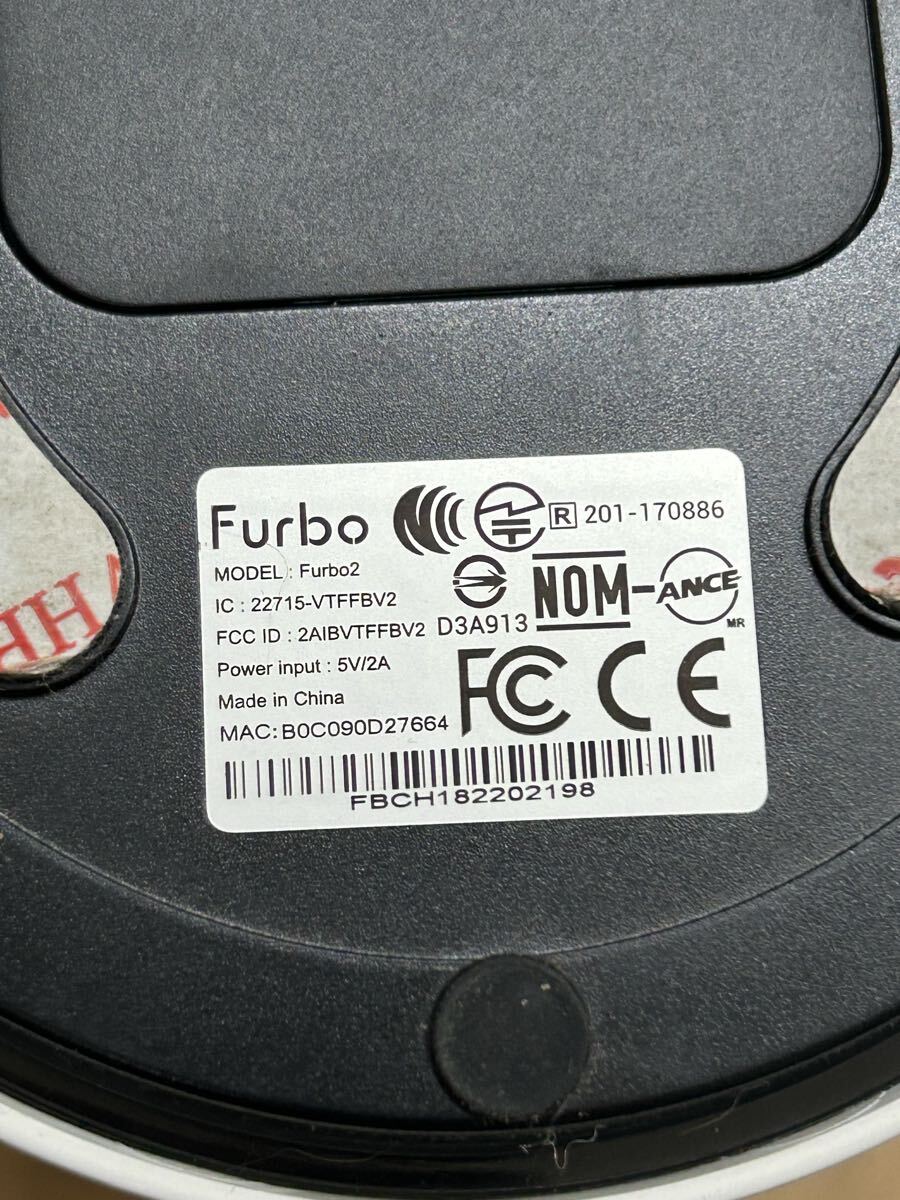 Furbo
R 201-170886
MODEL : Furbo2
IC : 22715-VTFFBV2
FCC ID : 2AIBVTFFBV2
D3A913
NOM-ANCE
MR
Power input : 5V/2A
Made in China
FC CE
MAC: B0C090D27664
FBCH182202198